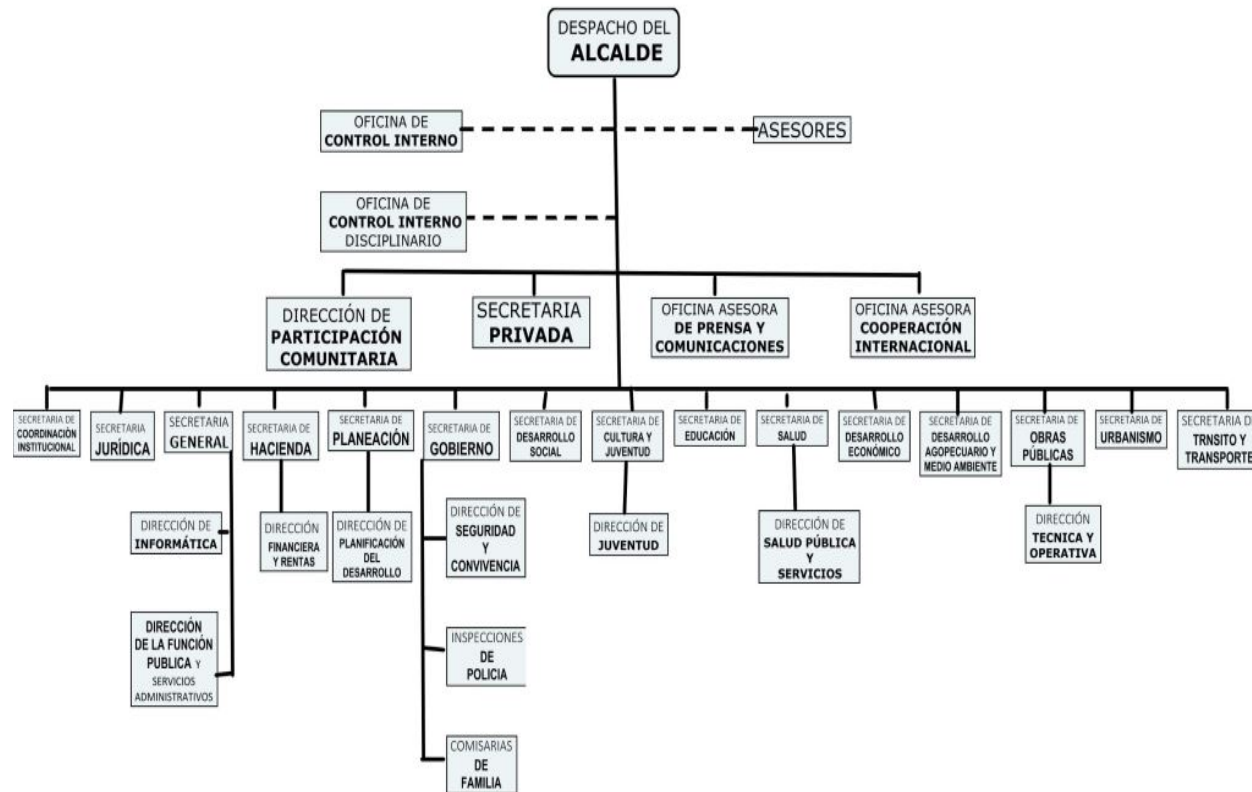 DESPACHO DEL
ALCALDE
OFICINA DE
CONTROL INTERNO
ASESORES
OFICINA DE
CONTROL INTERNO
DISCIPLINARIO
DIRECCIÓN DE
PARTICIPACIÓN
COMUNITARIA
SECRETARIA
PRIVADA
OFICINA ASESORA
DE PRENSA Y
COMUNICACIONES
OFICINA ASESORA
COOPERACIÓN
INTERNACIONAL
SECRETARIA DE
COORDINACIÓN
INSTITUCIONAL
SECRETARIA
JURÍDICA
SECRETARIA
GENERAL
SECRETARIA DE
HACIENDA
SECRETARIA DE
PLANEACIÓN
SECRETARIA DE
GOBIERNO
SECRETARIA DE
DESARROLLO
SOCIAL
SECRETARIA DE
CULTURA Y
JUVENTUD
SECRETARIA DE
EDUCACIÓN
SECRETARIA DE
SALUD
SECRETARIA DE
DESARROLLO
ECONÓMICO
SECRETARIA DE
DESARROLLO
AGOPECUARIO Y
MEDIO AMBIENTE
SECRETARIA DE
OBRAS
PÚBLICAS
SECRETARIA DE
URBANISMO
SECRETARIA DE
TRNSITO Y
TRANSPORTE
DIRECCIÓN DE
INFORMÁTICA
DIRECCIÓN
FINANCIERA
Y RENTAS
DIRECCIÓN DE
PLANIFICACIÓN
DEL
DESARROLLO
DIRECCIÓN DE
SEGURIDAD
Y
CONVIVENCIA
DIRECCIÓN DE
JUVENTUD
DIRECCIÓN DE
SALUD PÚBLICA
Y
SERVICIOS
DIRECCIÓN
TECNICA Y
OPERATIVA
DIRECCIÓN
DE LA FUNCIÓN
PUBLICA Y
SERVICIOS
ADMINISTRATIVOS
INSPECCIONES
DE
POLICIA
COMISARIAS
DE
FAMILIA